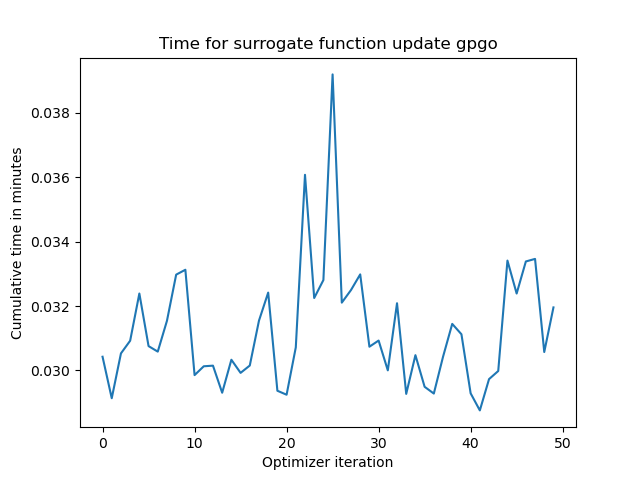 Time for surrogate function update gpgo
Cumulative time in minutes
0.038
0.036
0.034
0.032
0.030
0 10 20 30 40 50
Optimizer iteration